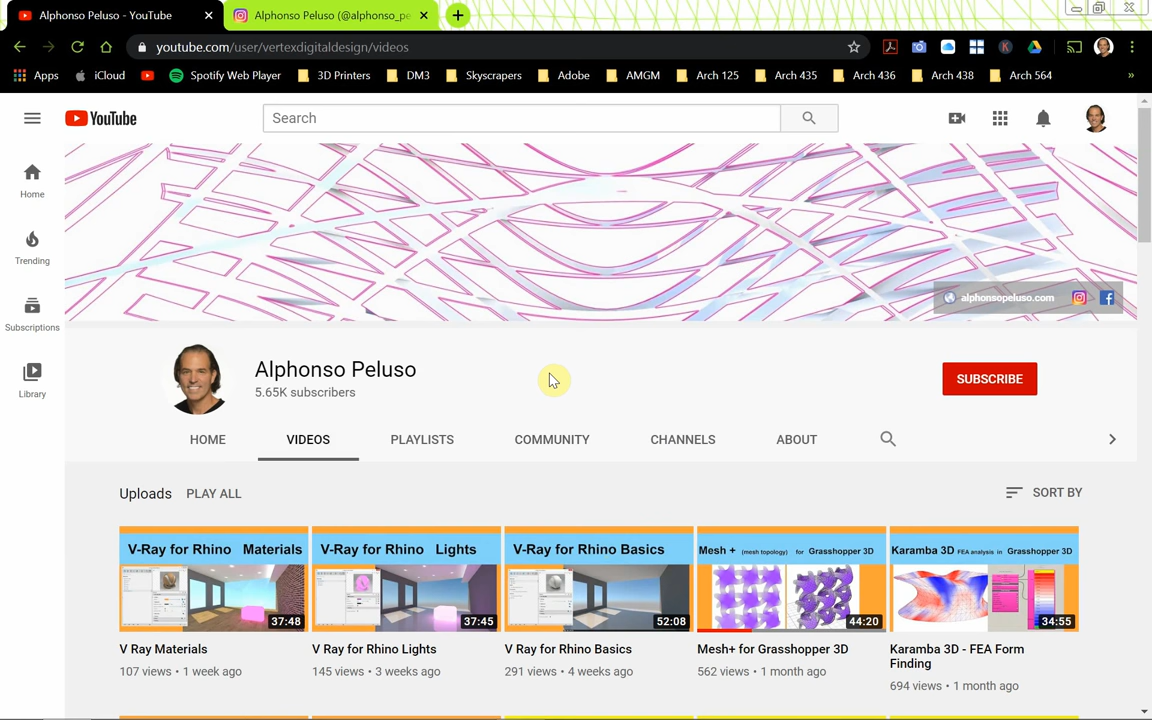 Alphonso Peluso - YouTube
Alphonso Peluso (@alphonso_pe
youtube.com/user/vertexdigitaldesign/videos
Apps iCloud Spotify Web Player 3D Printers DM3 Skyscrapers Adobe AMGM Arch 125 Arch 435 Arch 436 Arch 438 Arch 564 »
YouTube
Search
Home
Trending
Subscriptions
Library
alphonsopeluso.com
Alphonso Peluso
5.65K subscribers
SUBSCRIBE
HOME VIDEOS PLAYLISTS COMMUNITY CHANNELS ABOUT
Uploads PLAY ALL SORT BY
V-Ray for Rhino Materials
37:48
V Ray Materials
107 views • 1 week ago
V-Ray for Rhino Lights
37:45
V Ray for Rhino Lights
145 views • 3 weeks ago
V-Ray for Rhino Basics
52:08
V Ray for Rhino Basics
291 views • 4 weeks ago
Mesh + (mesh topology) for Grasshopper 3D
44:20
Mesh+ for Grasshopper 3D
562 views • 1 month ago
Karamba 3D FEA analysis in Grasshopper 3D
34:55
Karamba 3D - FEA Form
Finding
694 views • 1 month ago